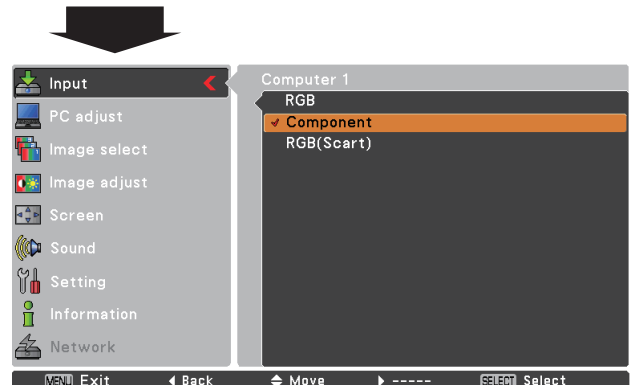 Input
PC adjust
Image select
Image adjust
Screen
Sound
Setting
Information
Network
Computer 1
RGB
Component
RGB(Scart)
MENU Exit ◀ Back Move ▶ ----- SELECT Select